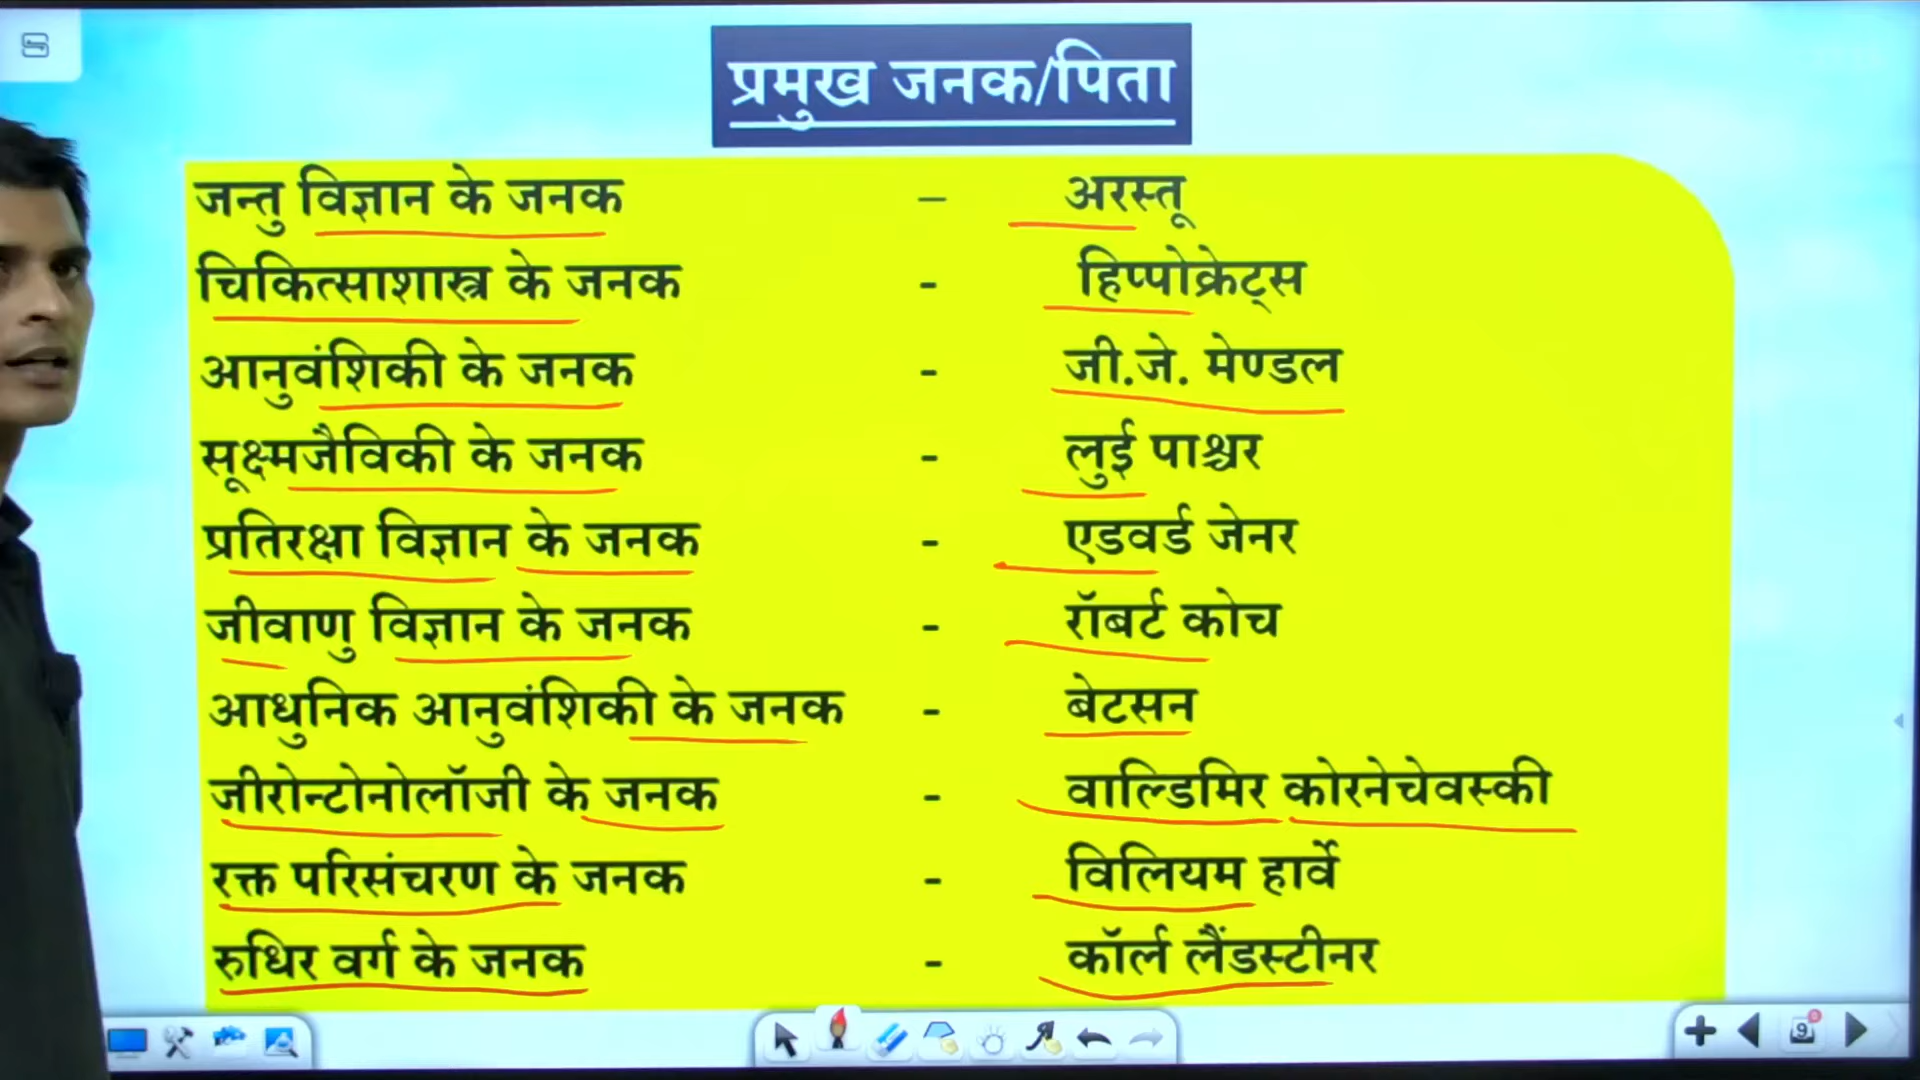 प्रमुख जनक/पिता
जन्तु विज्ञान के जनक – अरस्तू
चिकित्साशास्त्र के जनक - हिप्पोक्रेट्स
आनुवंशिकी के जनक - जी.जे. मेण्डल
सूक्ष्मजैविकी के जनक - लुई पाश्चर
प्रतिरक्षा विज्ञान के जनक - एडवर्ड जेनर
जीवाणु विज्ञान के जनक - रॉबर्ट कोच
आधुनिक आनुवंशिकी के जनक - बेटसन
जीरोन्टोनोलॉजी के जनक - वाल्डिमिर कोरनेचेवस्की
रक्त परिसंचरण के जनक - विलियम हार्वे
रुधिर वर्ग के जनक - कॉर्ल लैंडस्टीनर
9